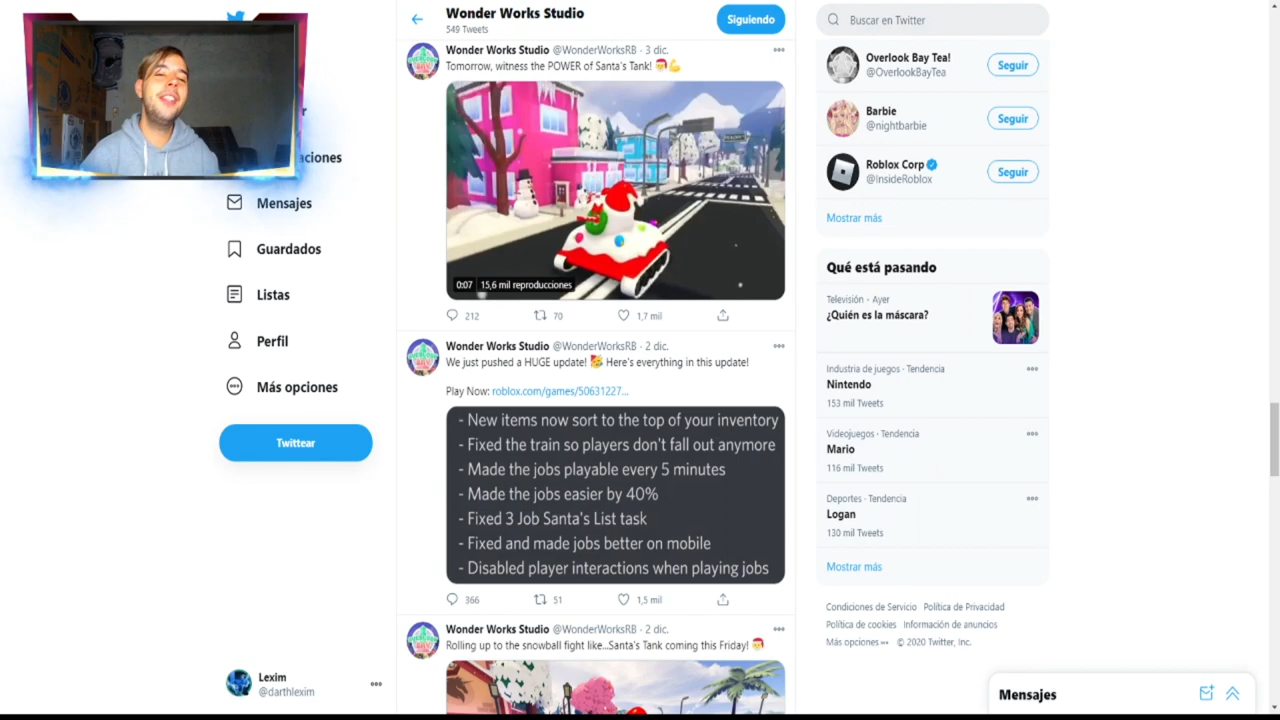 Wonder Works Studio
549 Tweets
Siguiendo
Buscar en Twitter
aciones
Mensajes
Guardados
Listas
Perfil
Más opciones
Twittear
Lexim
@darthlexim
Wonder Works Studio @WonderWorksRB · 3 dic.
Tomorrow, witness the POWER of Santa's Tank! 🎅💪
0:07 15,6 mil reproducciones
212 70 1,7 mil
Wonder Works Studio @WonderWorksRB · 2 dic.
We just pushed a HUGE update! 🥳 Here's everything in this update!
Play Now: roblox.com/games/50631227...
- New items now sort to the top of your inventory
- Fixed the train so players don't fall out anymore
- Made the jobs playable every 5 minutes
- Made the jobs easier by 40%
- Fixed 3 Job Santa's List task
- Fixed and made jobs better on mobile
- Disabled player interactions when playing jobs
366 51 1,5 mil
Wonder Works Studio @WonderWorksRB · 2 dic.
Rolling up to the snowball fight like...Santa's Tank coming this Friday! 🎅
Overlook Bay Tea!
@OverlookBayTea
Seguir
Barbie
@nightbarbie
Seguir
Roblox Corp
@InsideRoblox
Seguir
Mostrar más
Qué está pasando
Televisión · Ayer
¿Quién es la máscara?
Industria de juegos · Tendencia
Nintendo
153 mil Tweets
Videojuegos · Tendencia
Mario
116 mil Tweets
Deportes · Tendencia
Logan
130 mil Tweets
Mostrar más
Condiciones de Servicio Política de Privacidad
Política de cookies Información de anuncios
Más opciones ··· © 2020 Twitter, Inc.
Mensajes